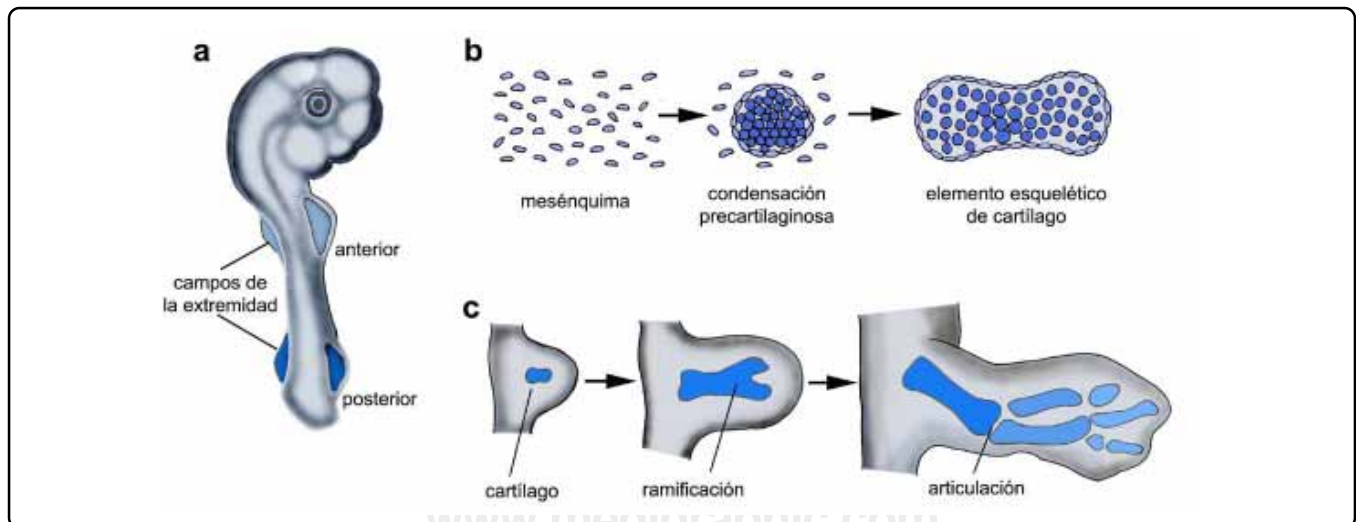 a
b
mesénquima
condensación
precartilaginosa
elemento esquelético
de cartílago
anterior
campos de
la extremidad
posterior
c
cartílago
ramificación
articulación